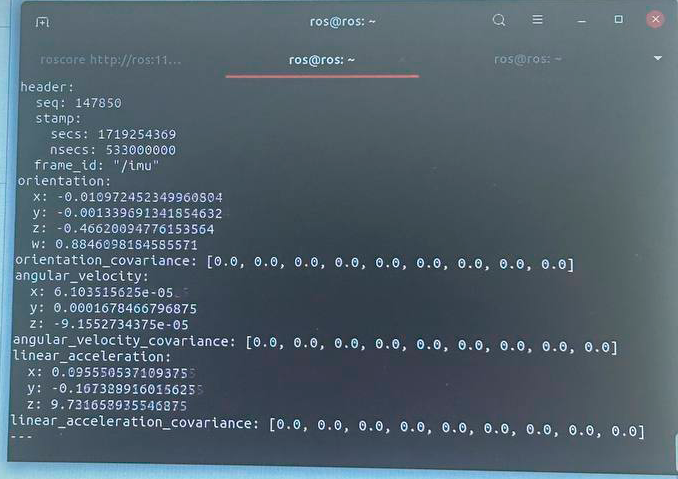 ros@ros: ~
roscore http://ros:11...
ros@ros: ~
ros@ros: ~
header:
seq: 147850
stamp:
secs: 1719254369
nsecs: 533000000
frame_id: "/imu"
orientation:
x: -0.010972452349960804
y: -0.001339691341854632
z: -0.46620094776153564
w: 0.8846098184585571
orientation_covariance: [0.0, 0.0, 0.0, 0.0, 0.0, 0.0, 0.0, 0.0, 0.0]
angular_velocity:
x: 6.103515625e-05
y: 0.0001678466796875
z: -9.1552734375e-05
angular_velocity_covariance: [0.0, 0.0, 0.0, 0.0, 0.0, 0.0, 0.0, 0.0, 0.0]
linear_acceleration:
x: 0.095550537109375
y: -0.167388916015625
z: 9.731658935546875
linear_acceleration_covariance: [0.0, 0.0, 0.0, 0.0, 0.0, 0.0, 0.0, 0.0, 0.0]
---